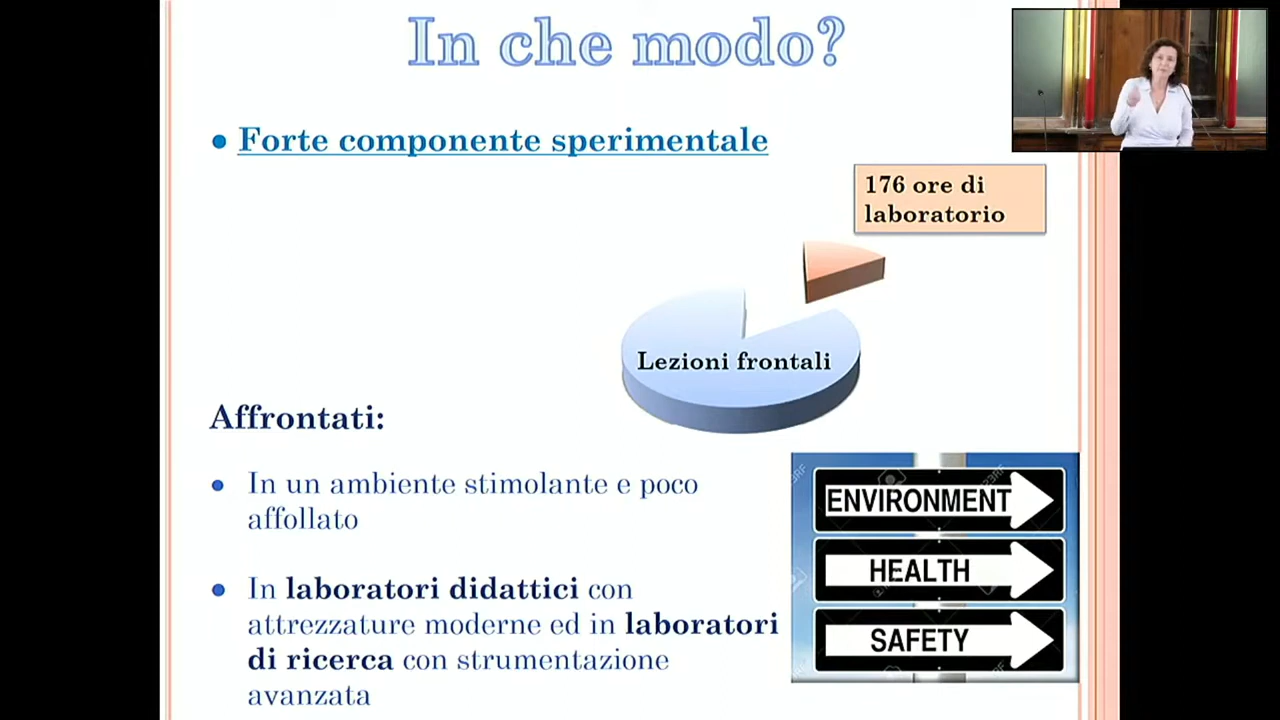 In che modo?
• Forte componente sperimentale
176 ore di
laboratorio
Lezioni frontali
Affrontati:
• In un ambiente stimolante e poco
affollato
• In laboratori didattici con
attrezzature moderne ed in laboratori
di ricerca con strumentazione
avanzata
ENVIRONMENT
HEALTH
SAFETY